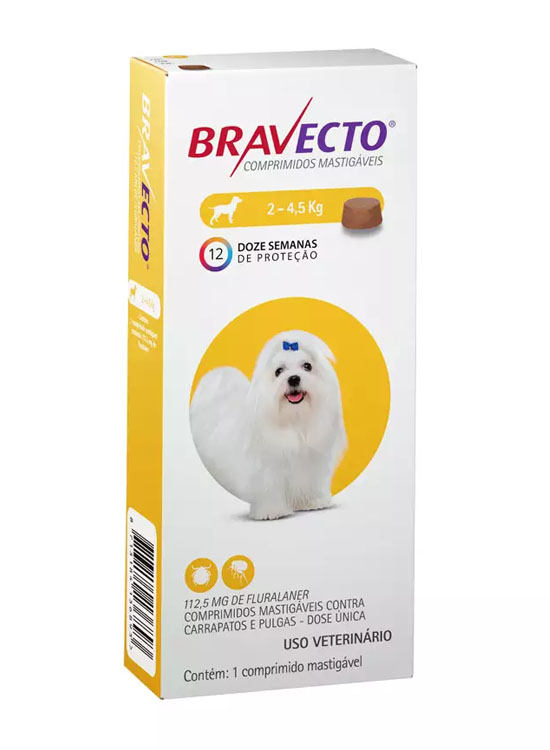 BRAVECTO®
COMPRIMIDOS MASTIGÁVEIS
2 – 4,5 Kg
12
DOZE SEMANAS
DE PROTEÇÃO
112,5 MG DE FLURALANER
COMPRIMIDOS MASTIGÁVEIS CONTRA
CARRAPATOS E PULGAS - DOSE ÚNICA
USO VETERINÁRIO
Contém: 1 comprimido mastigável
BRAVECTO®